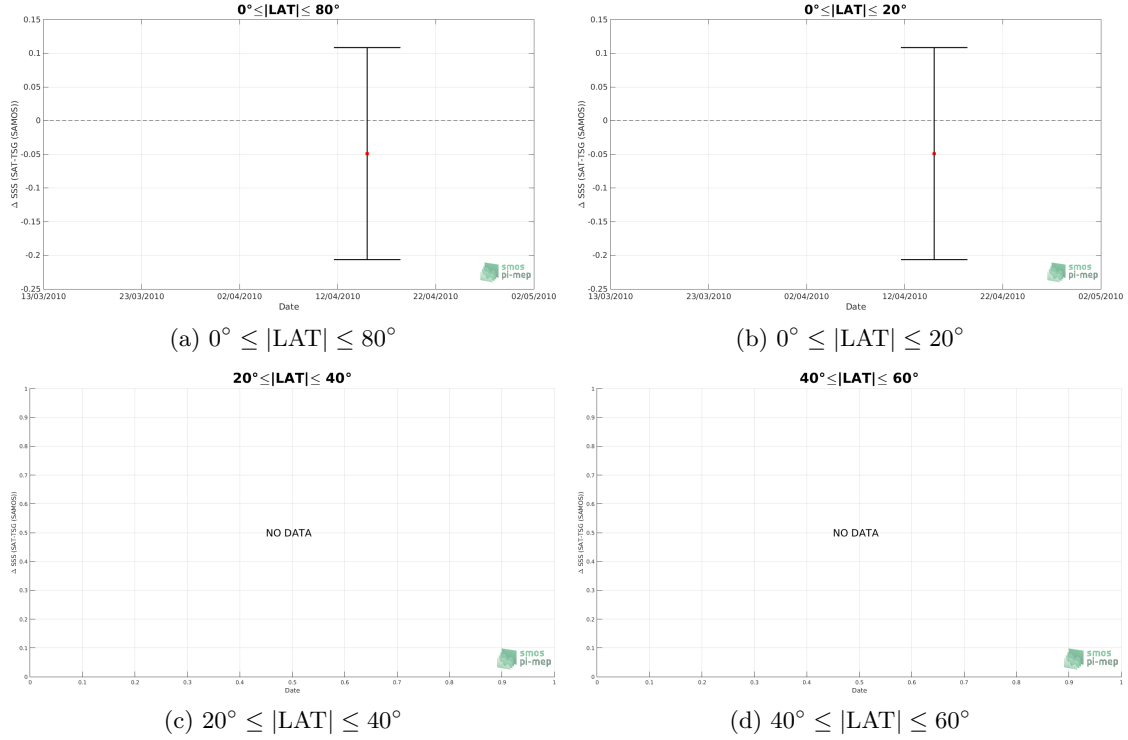 0°≤|LAT|≤ 80°
0.15
0.1
0.05
0
-0.05
-0.1
-0.15
-0.2
-0.25
Δ SSS (SAT-TSG (SAMOS))
13/03/2010 23/03/2010 02/04/2010 12/04/2010 22/04/2010 02/05/2010
Date
smos
pi-mep
(a) 0° ≤ |LAT| ≤ 80°
0°≤|LAT|≤ 20°
0.15
0.1
0.05
0
-0.05
-0.1
-0.15
-0.2
-0.25
Δ SSS (SAT-TSG (SAMOS))
13/03/2010 23/03/2010 02/04/2010 12/04/2010 22/04/2010 02/05/2010
Date
smos
pi-mep
(b) 0° ≤ |LAT| ≤ 20°
20°≤|LAT|≤ 40°
1
0.9
0.8
0.7
0.6
0.5
0.4
0.3
0.2
0.1
0
Δ SSS (SAT-TSG (SAMOS))
NO DATA
0 0.1 0.2 0.3 0.4 0.5 0.6 0.7 0.8 0.9 1
Date
smos
pi-mep
(c) 20° ≤ |LAT| ≤ 40°
40°≤|LAT|≤ 60°
1
0.9
0.8
0.7
0.6
0.5
0.4
0.3
0.2
0.1
0
Δ SSS (SAT-TSG (SAMOS))
NO DATA
0 0.1 0.2 0.3 0.4 0.5 0.6 0.7 0.8 0.9 1
Date
smos
pi-mep
(d) 40° ≤ |LAT| ≤ 60°